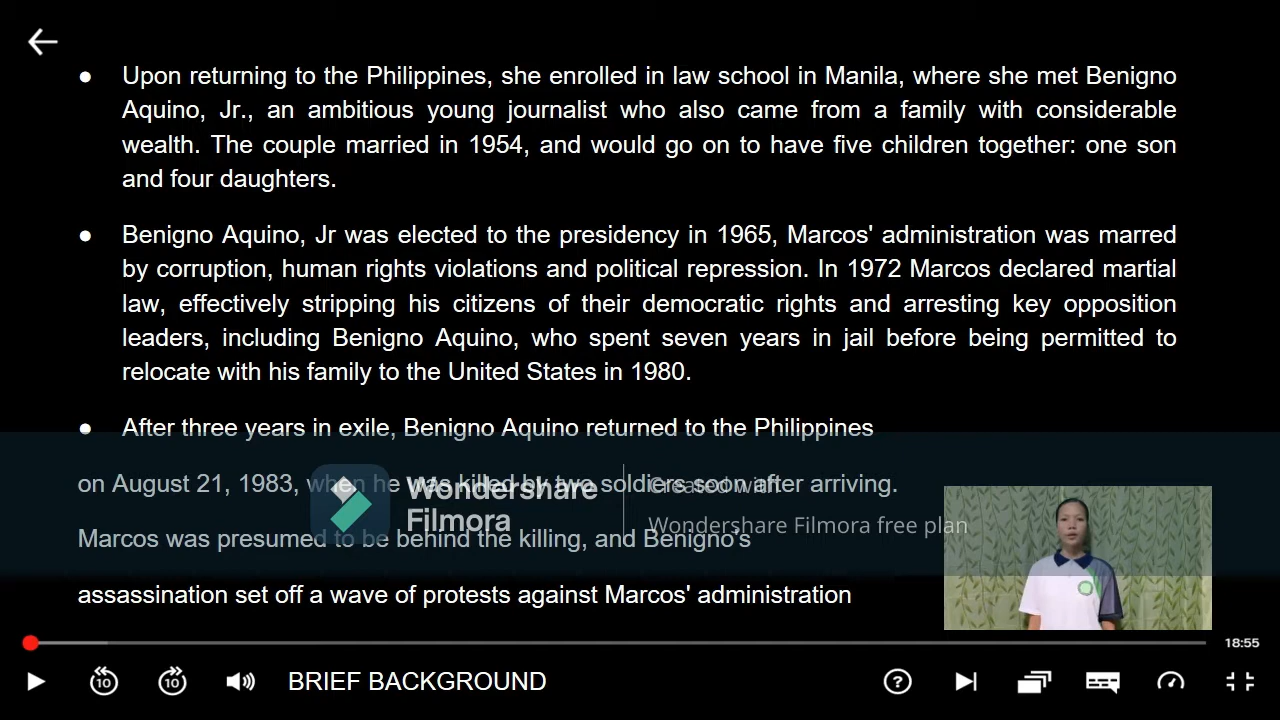 ● Upon returning to the Philippines, she enrolled in law school in Manila, where she met Benigno
Aquino, Jr., an ambitious young journalist who also came from a family with considerable
wealth. The couple married in 1954, and would go on to have five children together: one son
and four daughters.
● Benigno Aquino, Jr was elected to the presidency in 1965, Marcos' administration was marred
by corruption, human rights violations and political repression. In 1972 Marcos declared martial
law, effectively stripping his citizens of their democratic rights and arresting key opposition
leaders, including Benigno Aquino, who spent seven years in jail before being permitted to
relocate with his family to the United States in 1980.
● After three years in exile, Benigno Aquino returned to the Philippines
on August 21, 1983, when he was killed by two soldiers soon after arriving.
Wondershare
Filmora
Created with
Wondershare Filmora free plan
Marcos was presumed to be behind the killing, and Benigno's
assassination set off a wave of protests against Marcos' administration
18:55
10
10
BRIEF BACKGROUND
?